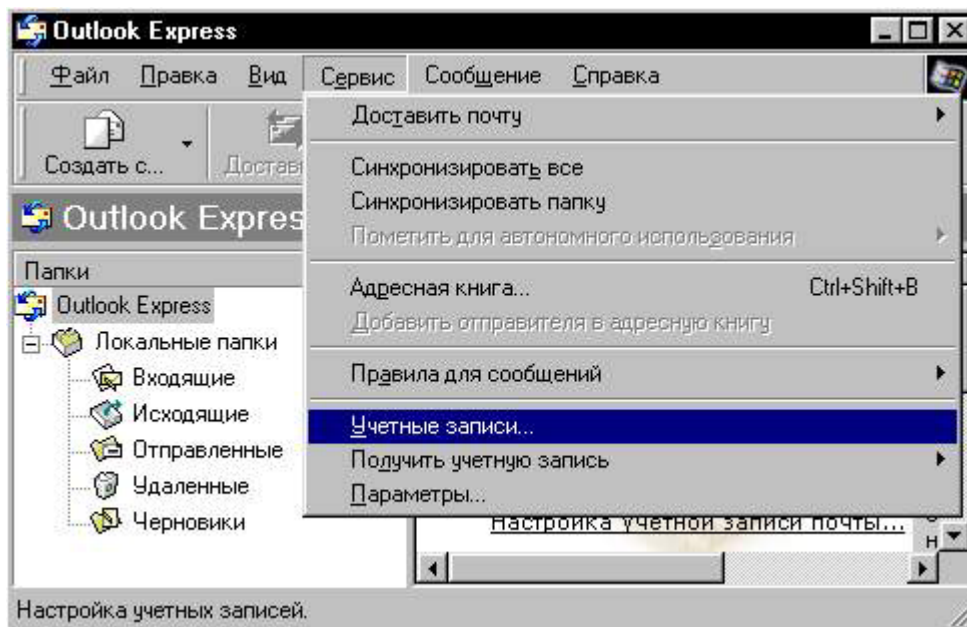 Outlook Express
Файл Правка Вид Сервис Сообщение Справка
Создать с...
Outlook Express
Папки
Outlook Express
Локальные папки
Входящие
Исходящие
Отправленные
Удаленные
Черновики
Доставить почту
Синхронизировать все
Синхронизировать папку
Пометить для автономного использования
Адресная книга... Ctrl+Shift+B
Добавить отправителя в адресную книгу
Правила для сообщений
Учетные записи...
Получить учетную запись
Параметры...
Настройка учетной записи почты...
Настройка учетных записей.